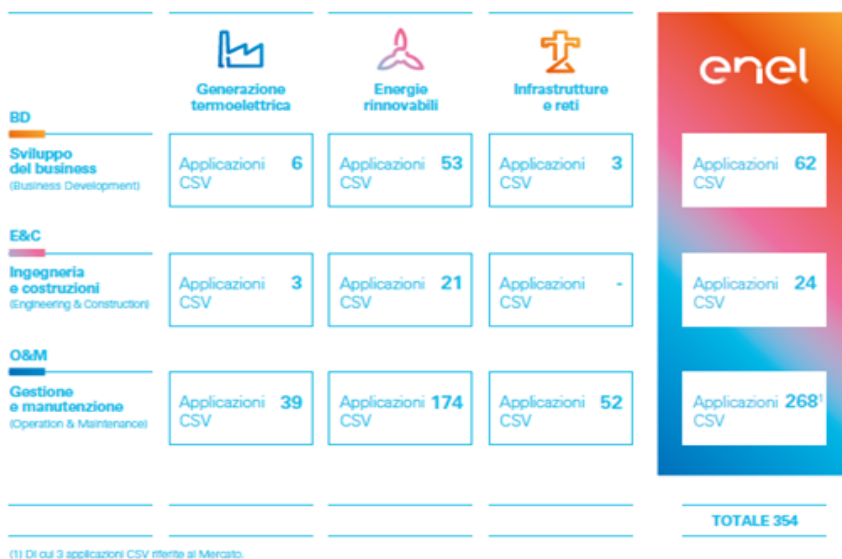 Generazione
termoelettrica
Energie
rinnovabili
Infrastrutture
e reti
enel
BD
Sviluppo
del business
(Business Development)
Applicazioni 6
CSV
Applicazioni 53
CSV
Applicazioni 3
CSV
Applicazioni 62
CSV
E&C
Ingegneria
e costruzioni
(Engineering & Construction)
Applicazioni 3
CSV
Applicazioni 21
CSV
Applicazioni -
CSV
Applicazioni 24
CSV
O&M
Gestione
e manutenzione
(Operation & Maintenance)
Applicazioni 39
CSV
Applicazioni 174
CSV
Applicazioni 52
CSV
Applicazioni 268¹
CSV
TOTALE 354
(1) Di cui 3 applicazioni CSV riferite al Mercato.